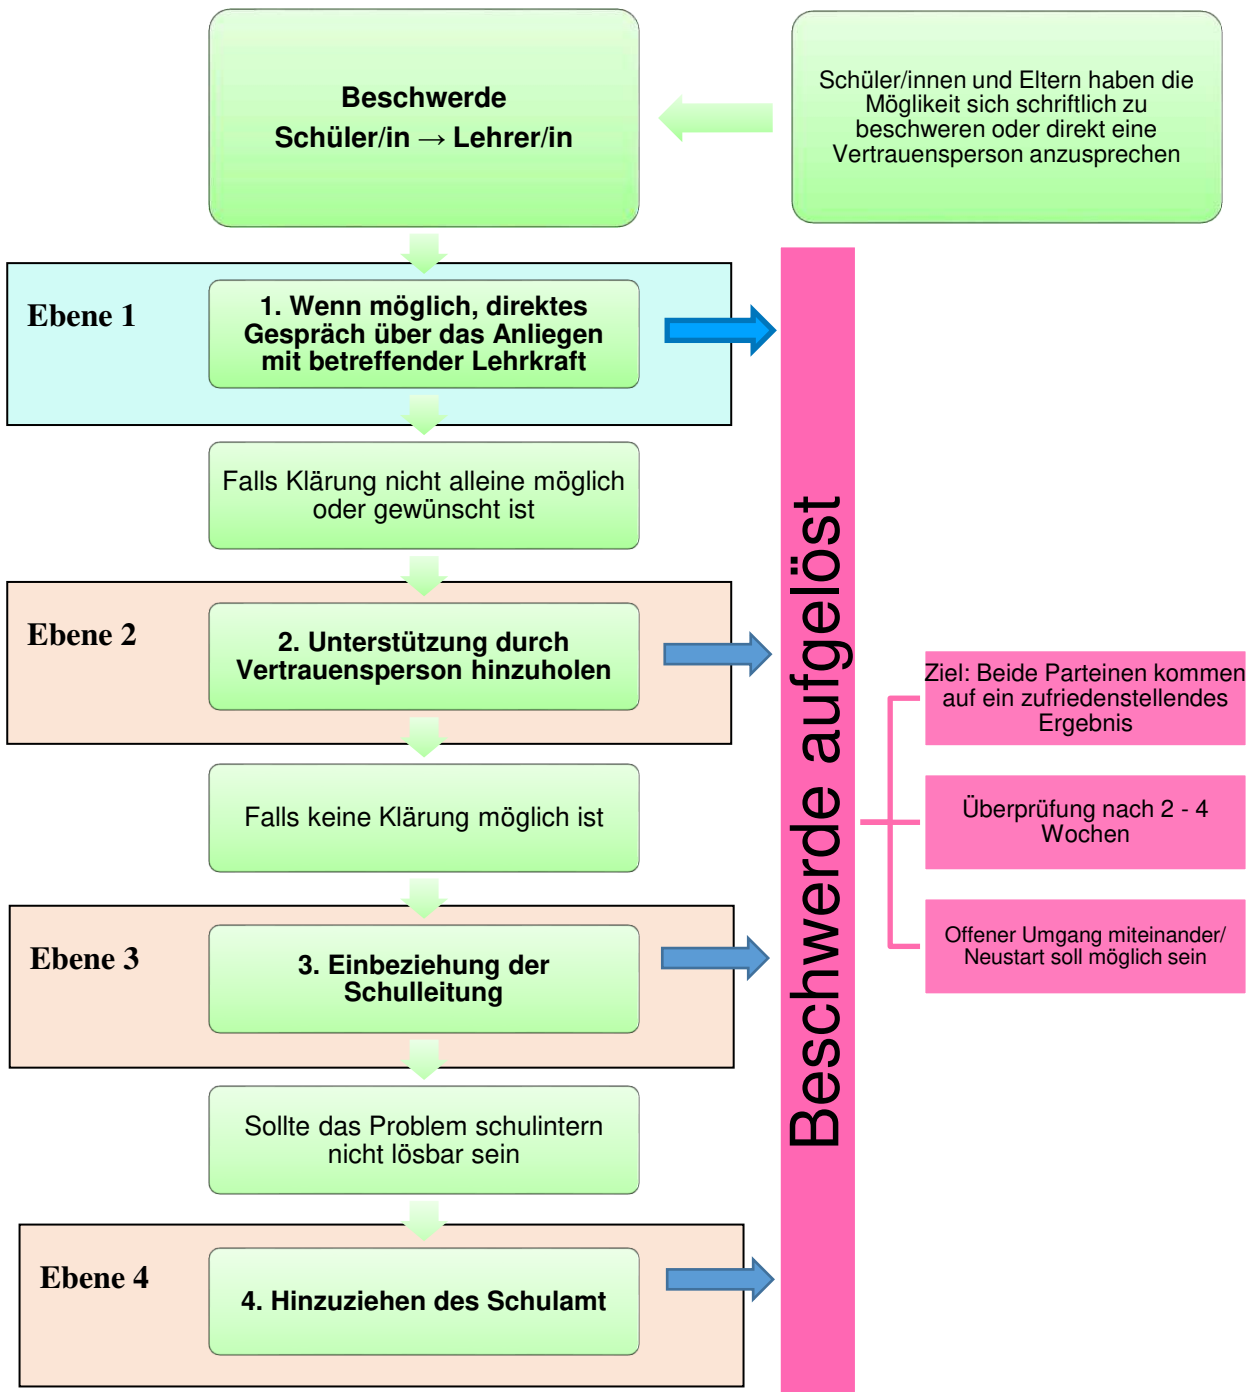 Beschwerde
Schüler/in → Lehrer/in
Schüler/innen und Eltern haben die
Möglikeit sich schriftlich zu
beschweren oder direkt eine
Vertrauensperson anzusprechen
Ebene 1
1. Wenn möglich, direktes
Gespräch über das Anliegen
mit betreffender Lehrkraft
Falls Klärung nicht alleine möglich
oder gewünscht ist
Ebene 2
2. Unterstützung durch
Vertrauensperson hinzuholen
Falls keine Klärung möglich ist
Ebene 3
3. Einbeziehung der
Schulleitung
Sollte das Problem schulintern
nicht lösbar sein
Ebene 4
4. Hinzuziehen des Schulamt
Beschwerde aufgelöst
Ziel: Beide Parteinen kommen
auf ein zufriedenstellendes
Ergebnis
Überprüfung nach 2 - 4
Wochen
Offener Umgang miteinander/
Neustart soll möglich sein